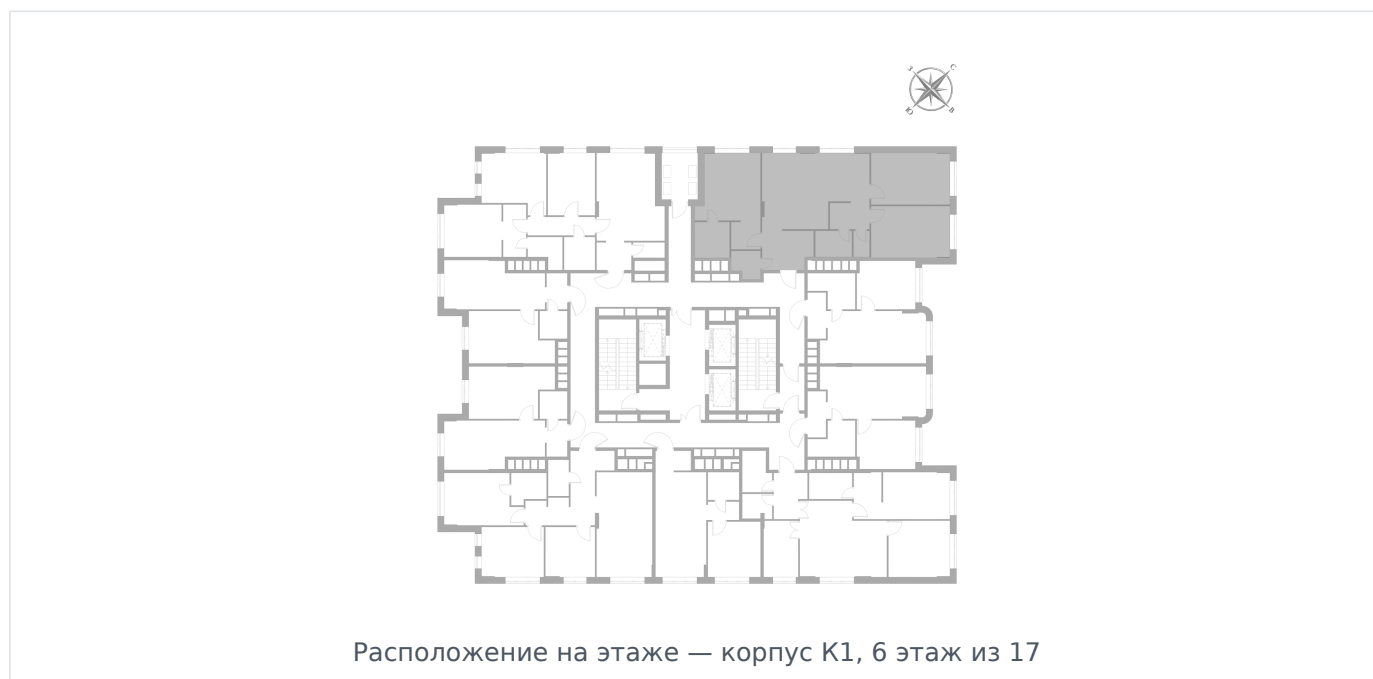 З С
Ю В
Расположение на этаже — корпус К1, 6 этаж из 17